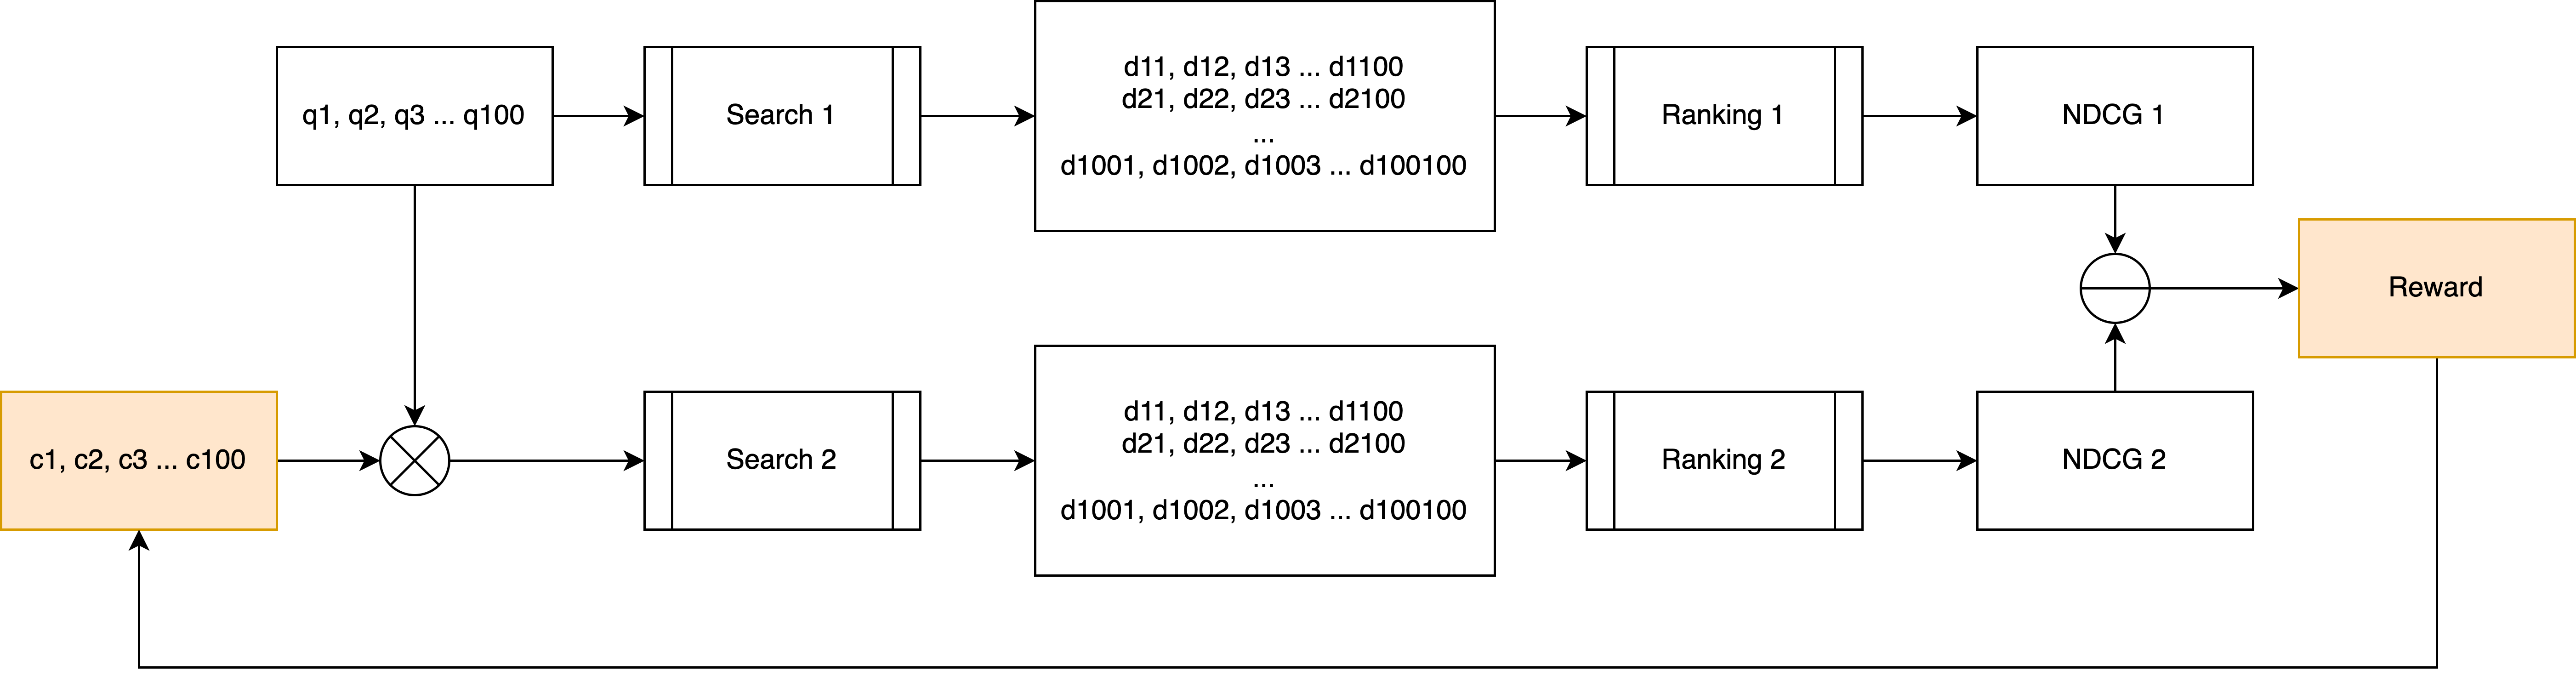 q1, q2, q3 ... q100
Search 1
d11, d12, d13 ... d1100
d21, d22, d23 ... d2100
...
d1001, d1002, d1003 ... d100100
Ranking 1
NDCG 1
Reward
c1, c2, c3 ... c100
Search 2
d11, d12, d13 ... d1100
d21, d22, d23 ... d2100
...
d1001, d1002, d1003 ... d100100
Ranking 2
NDCG 2